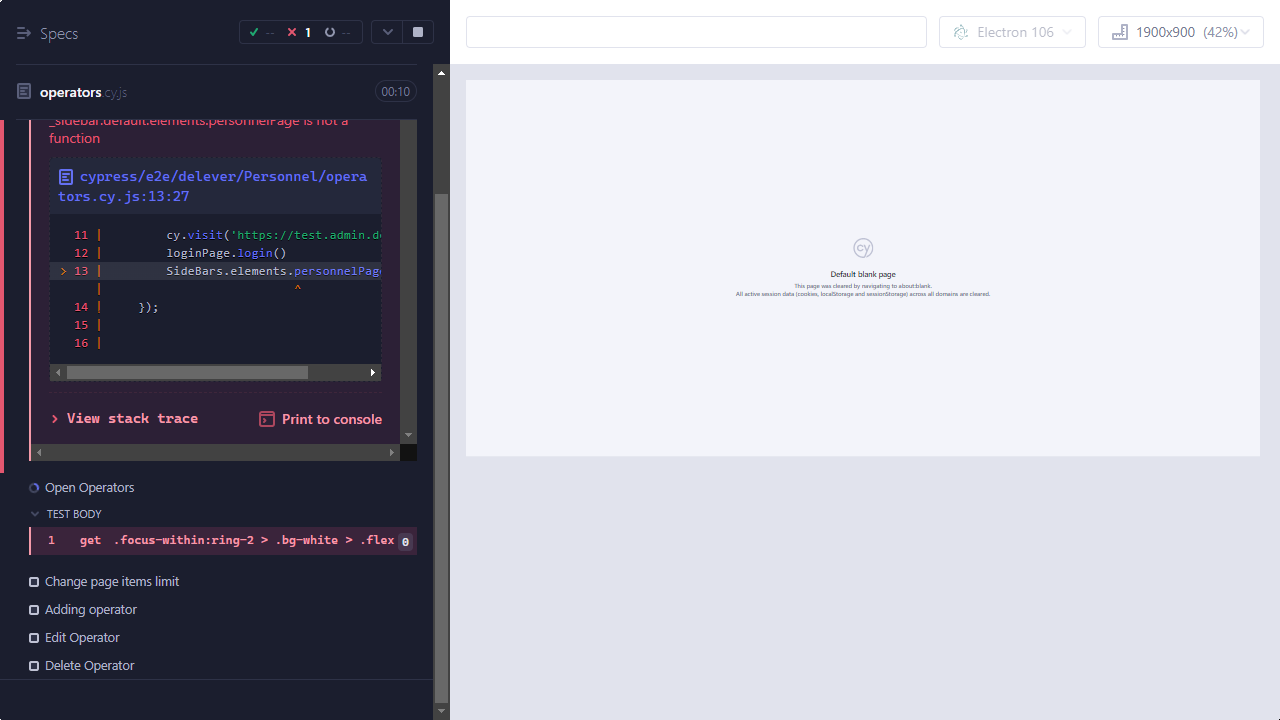 Specs
-- 1 --
Electron 106
1900x900 (42%)
operators.cy.js
00:10
_sidebar.default.elements.personnelPage is not a
function
cypress/e2e/delever/Personnel/opera
tors.cy.js:13:27
11 | cy.visit('https://test.admin.de
12 | loginPage.login()
> 13 | SideBars.elements.personnelPage
| ^
14 | });
15 |
16 |
View stack trace
Print to console
Open Operators
TEST BODY
1 get .focus-within:ring-2 > .bg-white > .flex 0
Change page items limit
Adding operator
Edit Operator
Delete Operator
cy
Default blank page
This page was cleared by navigating to about:blank.
All active session data (cookies, localStorage and sessionStorage) across all domains are cleared.